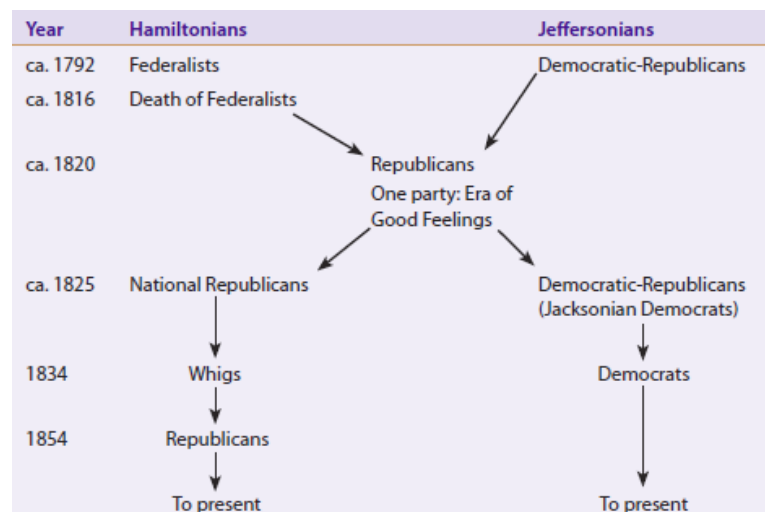 Year Hamiltonians Jeffersonians
ca. 1792 Federalists Democratic-Republicans
ca. 1816 Death of Federalists
ca. 1820 Republicans
One party: Era of
Good Feelings
ca. 1825 National Republicans Democratic-Republicans
(Jacksonian Democrats)
1834 Whigs Democrats
1854 Republicans
To present To present